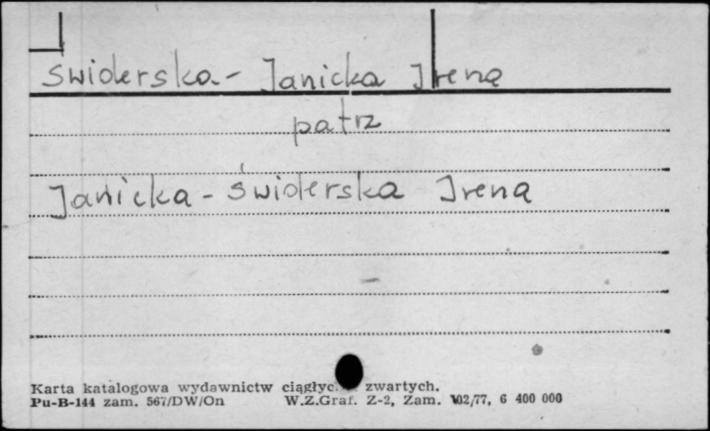 Swiderska - Janicka Irena
patrz
Janicka - Świderska Irena
Karta katalogowa wydawnictw ciągłyc zwartych.
Pu-B-144 zam. 567/DW/On W.Z.Graf. Z-2, Zam. 102/77, 6 400 000